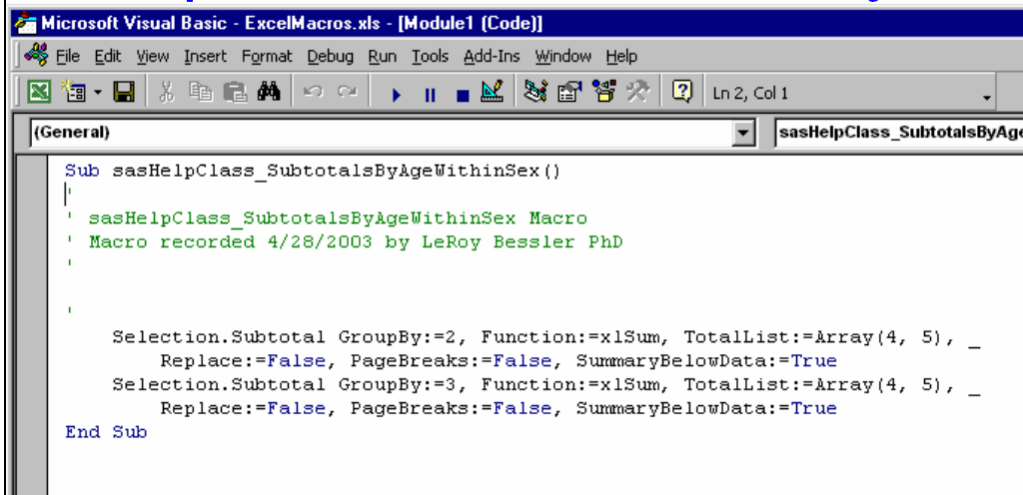 Microsoft Visual Basic - ExcelMacros.xls - [Module1 (Code)]
File Edit View Insert Format Debug Run Tools Add-Ins Window Help
Ln 2, Col 1
(General) sasHelpClass_SubtotalsByAge
Sub sasHelpClass_SubtotalsByAgeWithinSex()
'
' sasHelpClass_SubtotalsByAgeWithinSex Macro
' Macro recorded 4/28/2003 by LeRoy Bessler PhD
'
'
Selection.Subtotal GroupBy:=2, Function:=xlSum, TotalList:=Array(4, 5), _
Replace:=False, PageBreaks:=False, SummaryBelowData:=True
Selection.Subtotal GroupBy:=3, Function:=xlSum, TotalList:=Array(4, 5), _
Replace:=False, PageBreaks:=False, SummaryBelowData:=True
End Sub